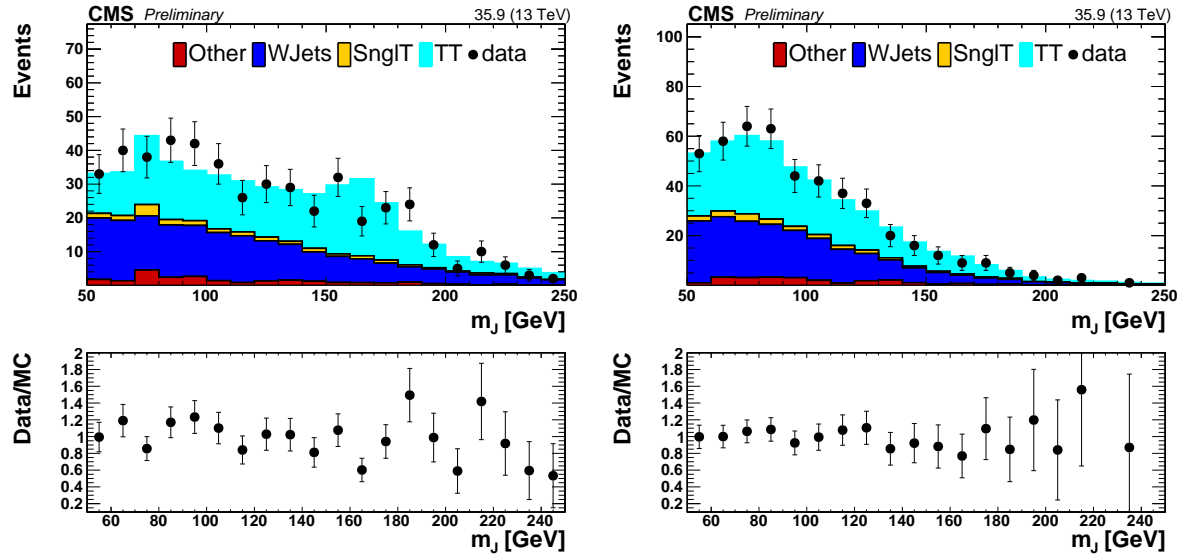 CMS Preliminary 35.9 (13 TeV)
Events
70
60
50
40
30
20
10
Other WJets SnglT TT data
50 100 150 200 250
m_J [GeV]
Data/MC
2
1.8
1.6
1.4
1.2
1
0.8
0.6
0.4
0.2
60 80 100 120 140 160 180 200 220 240
m_J [GeV]
CMS Preliminary 35.9 (13 TeV)
Events
100
80
60
40
20
Other WJets SnglT TT data
50 100 150 200 250
m_J [GeV]
Data/MC
2
1.8
1.6
1.4
1.2
1
0.8
0.6
0.4
0.2
60 80 100 120 140 160 180 200 220 240
m_J [GeV]